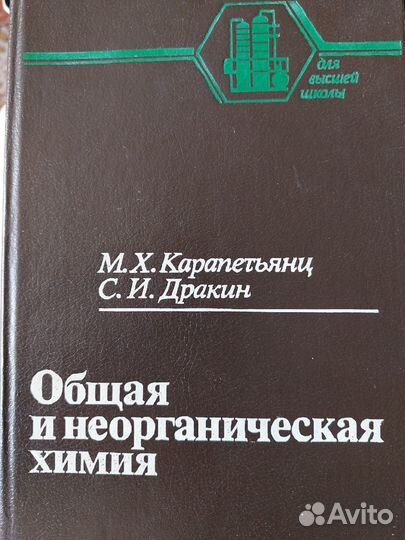 для
высшей
школы
М.Х.Карапетьянц
С.И.Дракин
Общая
и неорганическая
химия
Avito